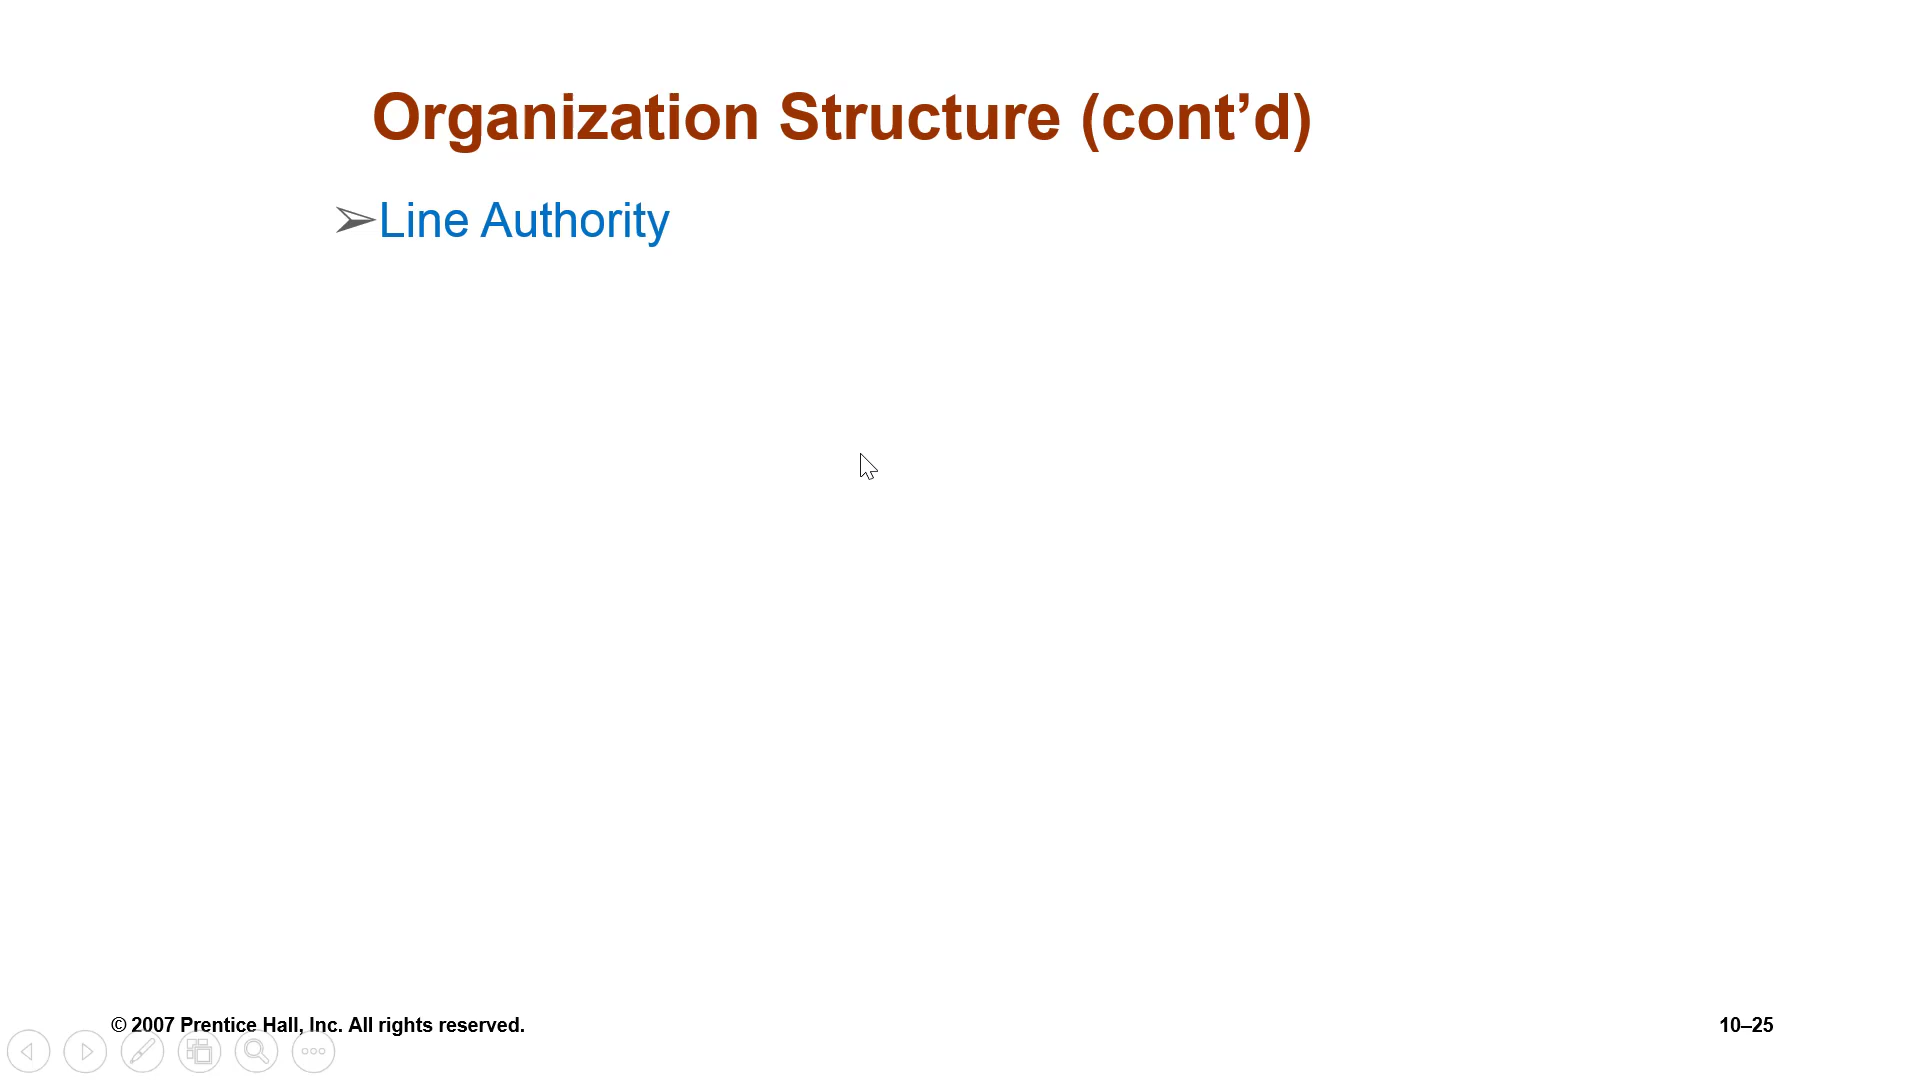 Organization Structure (cont’d)
➢Line Authority
© 2007 Prentice Hall, Inc. All rights reserved.
10–25